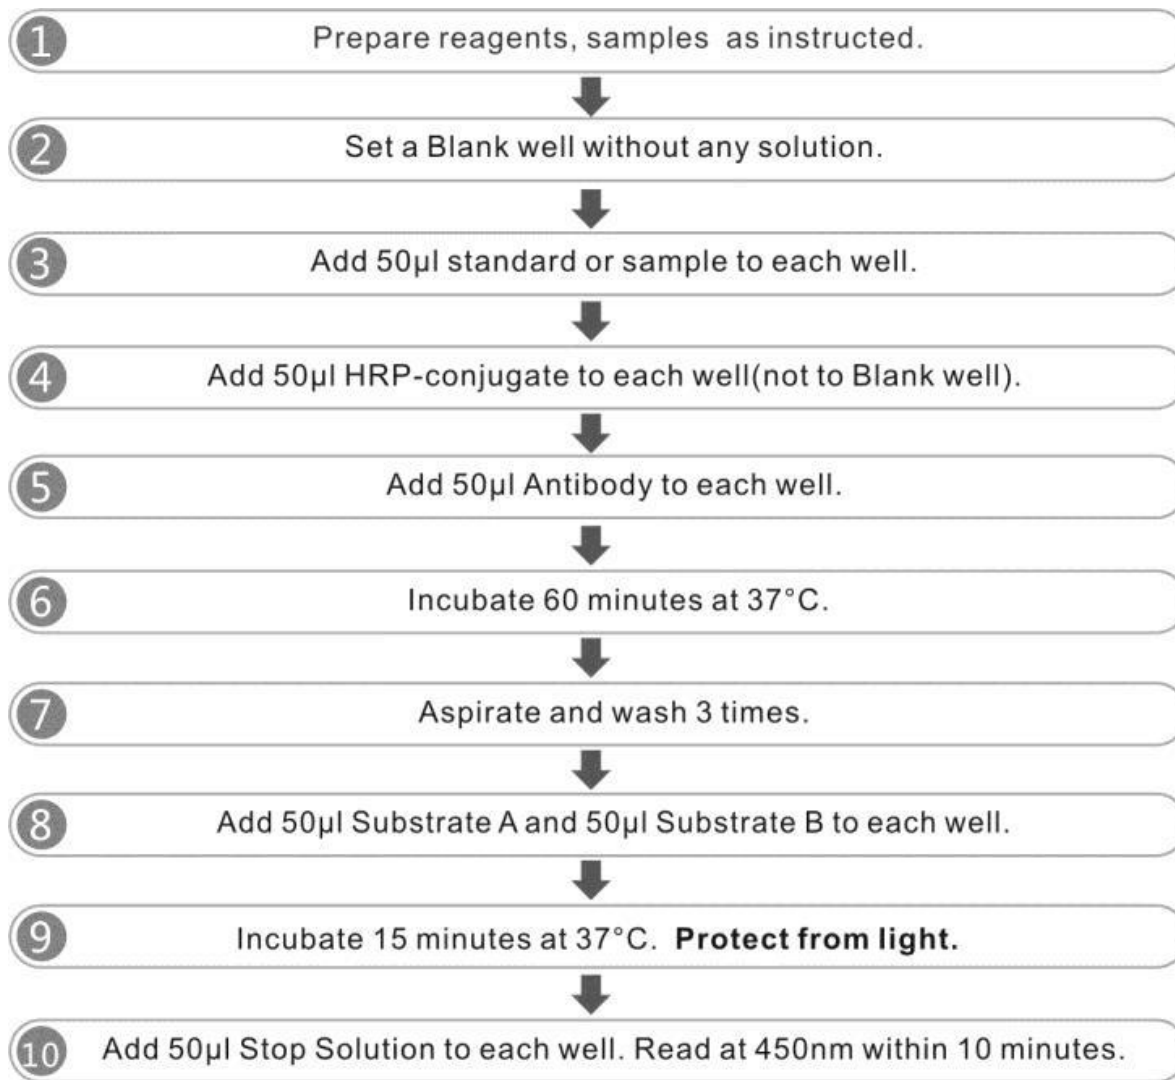 1 Prepare reagents, samples as instructed.
2 Set a Blank well without any solution.
3 Add 50µl standard or sample to each well.
4 Add 50µl HRP-conjugate to each well(not to Blank well).
5 Add 50µl Antibody to each well.
6 Incubate 60 minutes at 37°C.
7 Aspirate and wash 3 times.
8 Add 50µl Substrate A and 50µl Substrate B to each well.
9 Incubate 15 minutes at 37°C. Protect from light.
10 Add 50µl Stop Solution to each well. Read at 450nm within 10 minutes.